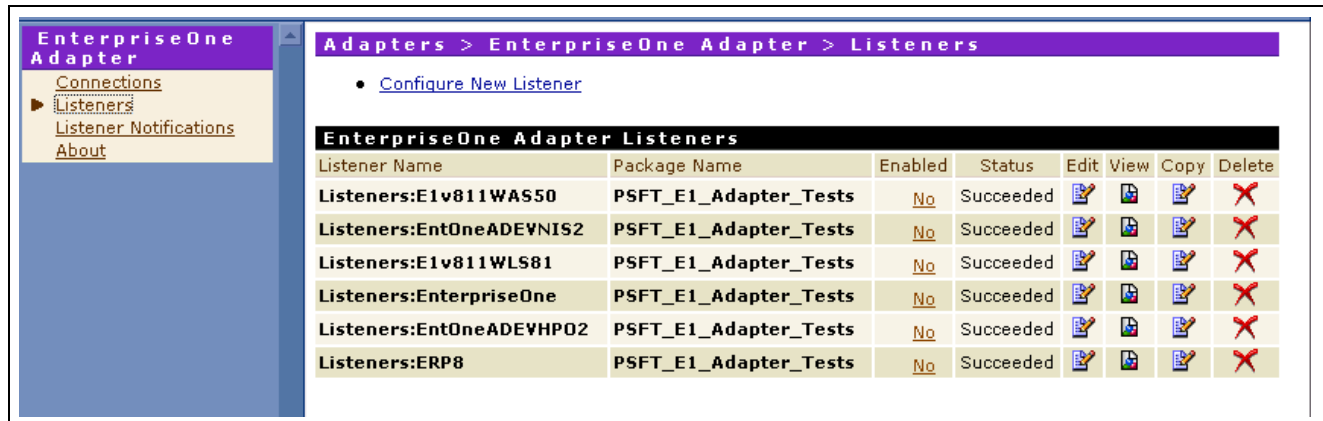 EnterpriseOne
Adapter
Connections
Listeners
Listener Notifications
About
Adapters > EnterpriseOne Adapter > Listeners
Configure New Listener
EnterpriseOne Adapter Listeners
Listener Name Package Name Enabled Status Edit View Copy Delete
Listeners:E1v811WAS50 PSFT_E1_Adapter_Tests No Succeeded
Listeners:EntOneADEVNIS2 PSFT_E1_Adapter_Tests No Succeeded
Listeners:E1v811WLS81 PSFT_E1_Adapter_Tests No Succeeded
Listeners:EnterpriseOne PSFT_E1_Adapter_Tests No Succeeded
Listeners:EntOneADEVHP02 PSFT_E1_Adapter_Tests No Succeeded
Listeners:ERP8 PSFT_E1_Adapter_Tests No Succeeded